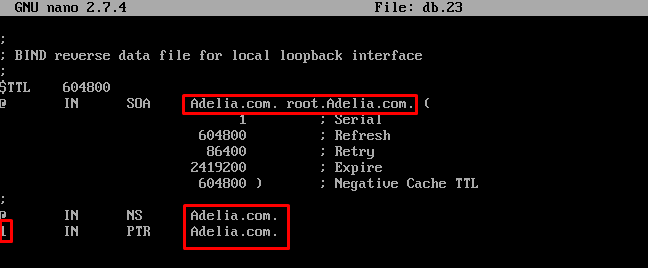 GNU nano 2.7.4 File: db.23
;
; BIND reverse data file for local loopback interface
;
$TTL 604800
@ IN SOA Adelia.com. root.Adelia.com. (
1 ; Serial
604800 ; Refresh
86400 ; Retry
2419200 ; Expire
604800 ) ; Negative Cache TTL
;
@ IN NS Adelia.com.
1 IN PTR Adelia.com.